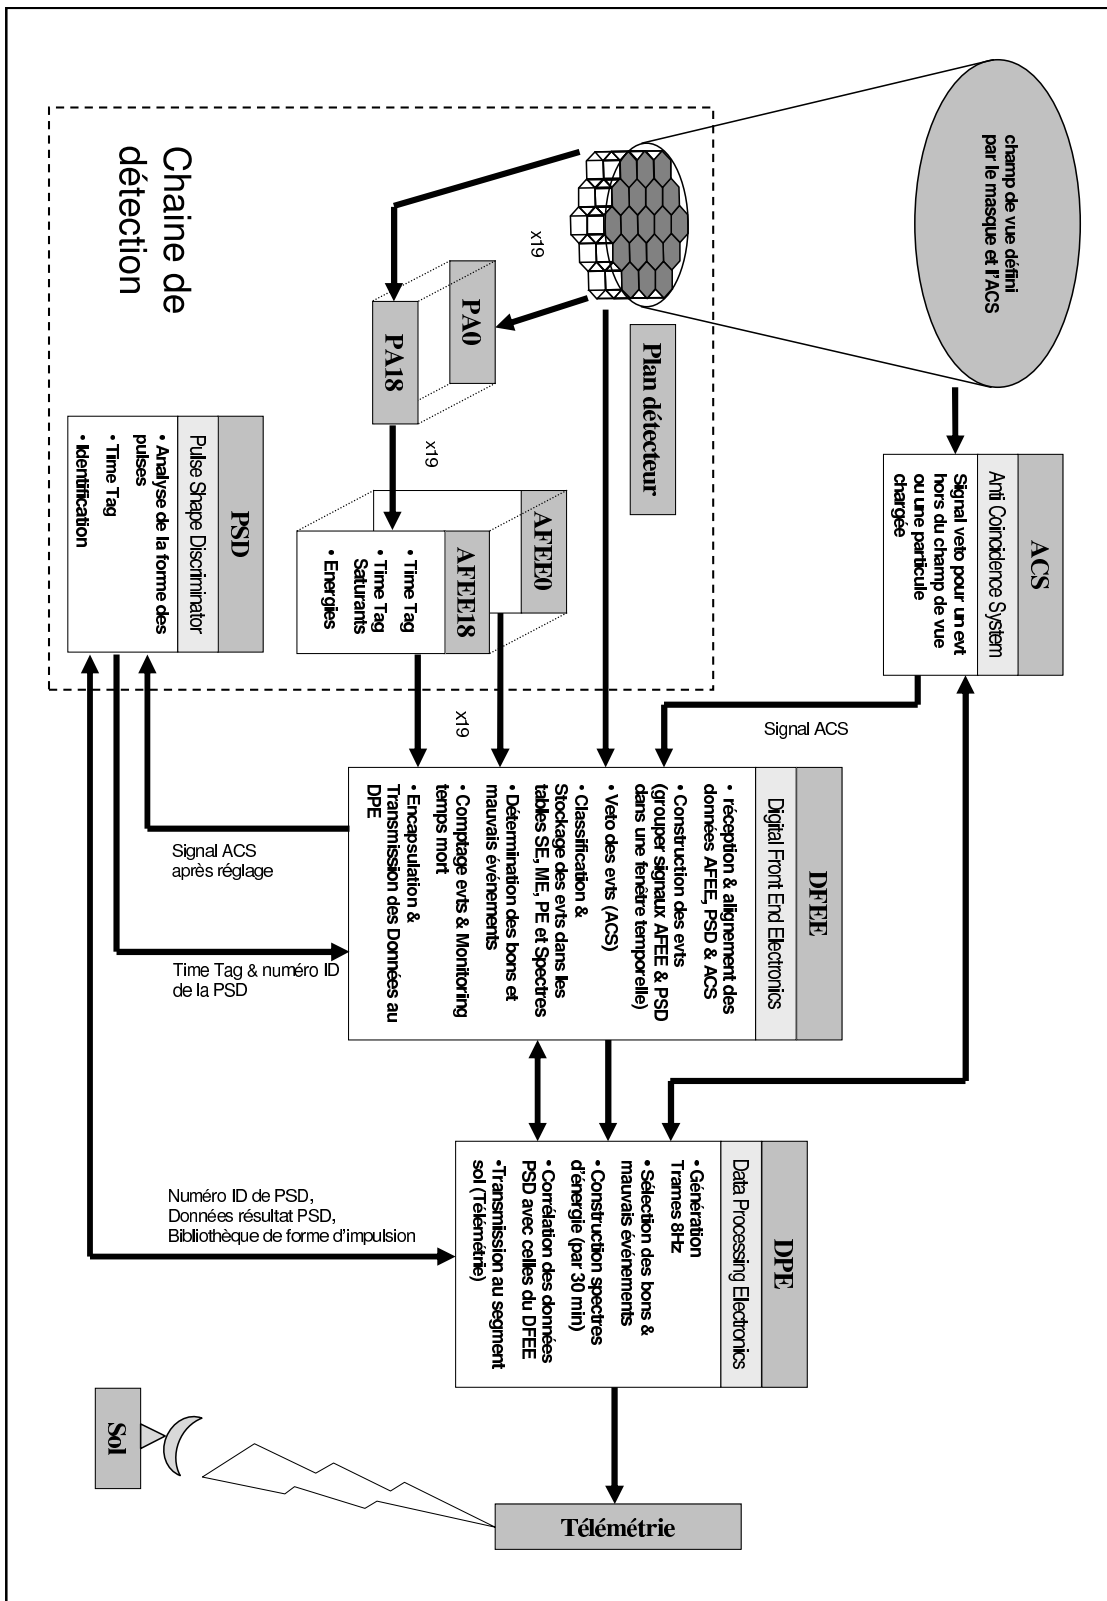 champ de vue défini
par le masque et l'ACS
ACS
Anti Coincidence System
Signal veto pour un evt
hors du champ de vue
ou une particule
chargée
Signal ACS
Plan détecteur
x19
PA0
PA18
x19
AFEE0
AFEE18
• Time Tag
• Time Tag
Saturants
• Energies
x19
PSD
Pulse Shape Discriminator
• Analyse de la forme des
pulses
• Time Tag
• Identification
Chaine de
détection
DFEE
Digital Front End Electronics
• réception & alignement des
données AFEE, PSD & ACS
• Construction des evts
(grouper signaux AFEE & PSD
dans une fenêtre temporelle)
• Veto des evts (ACS)
• Classification &
Stockage des evts dans les
tables SE, ME, PE et Spectres
• Détermination des bons et
mauvais événements
• Comptage evts & Monitoring
temps mort
• Encapsulation &
Transmission des Données au
DPE
Signal ACS
après réglage
Time Tag & numéro ID
de la PSD
DPE
Data Processing Electronics
• Génération
Trames 8Hz
• Sélection des bons &
mauvais événements
• Construction spectres
d'énergie (par 30 min)
• Corrélation des données
PSD avec celles du DFEE
•Transmission au segment
sol (Télémétrie)
Numéro ID de PSD,
Données résultat PSD,
Bibliothèque de forme d'impulsion
Télémétrie
Sol